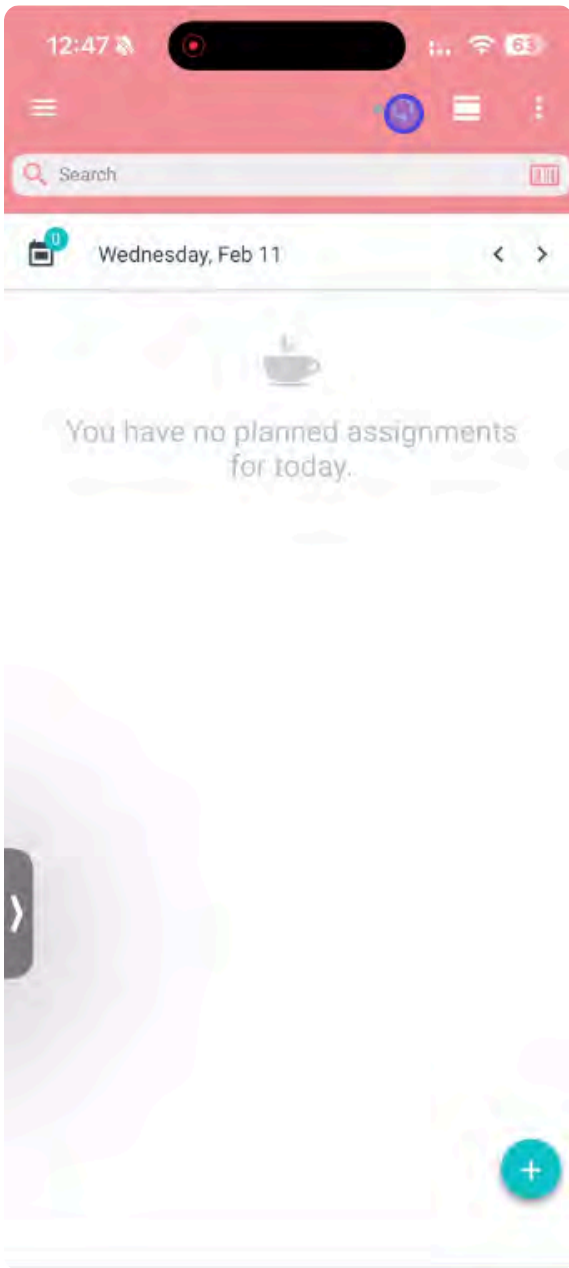 12:47
63
Search
0
Wednesday, Feb 11
You have no planned assignments
for today.